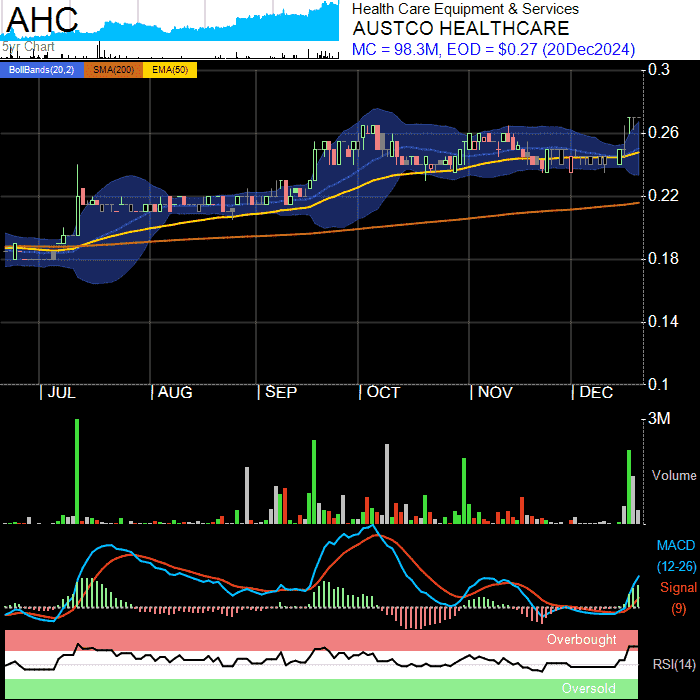 AHC
5yr Chart
Health Care Equipment & Services
AUSTCO HEALTHCARE
MC = 98.3M, EOD = $0.27 (20Dec2024)
BollBands(20,2) SMA(200) EMA(50)
0.3
0.26
0.22
0.18
0.14
0.1
| JUL | AUG | SEP | OCT | NOV | DEC
3M
Volume
MACD
(12-26)
Signal
(9)
Overbought
RSI(14)
Oversold